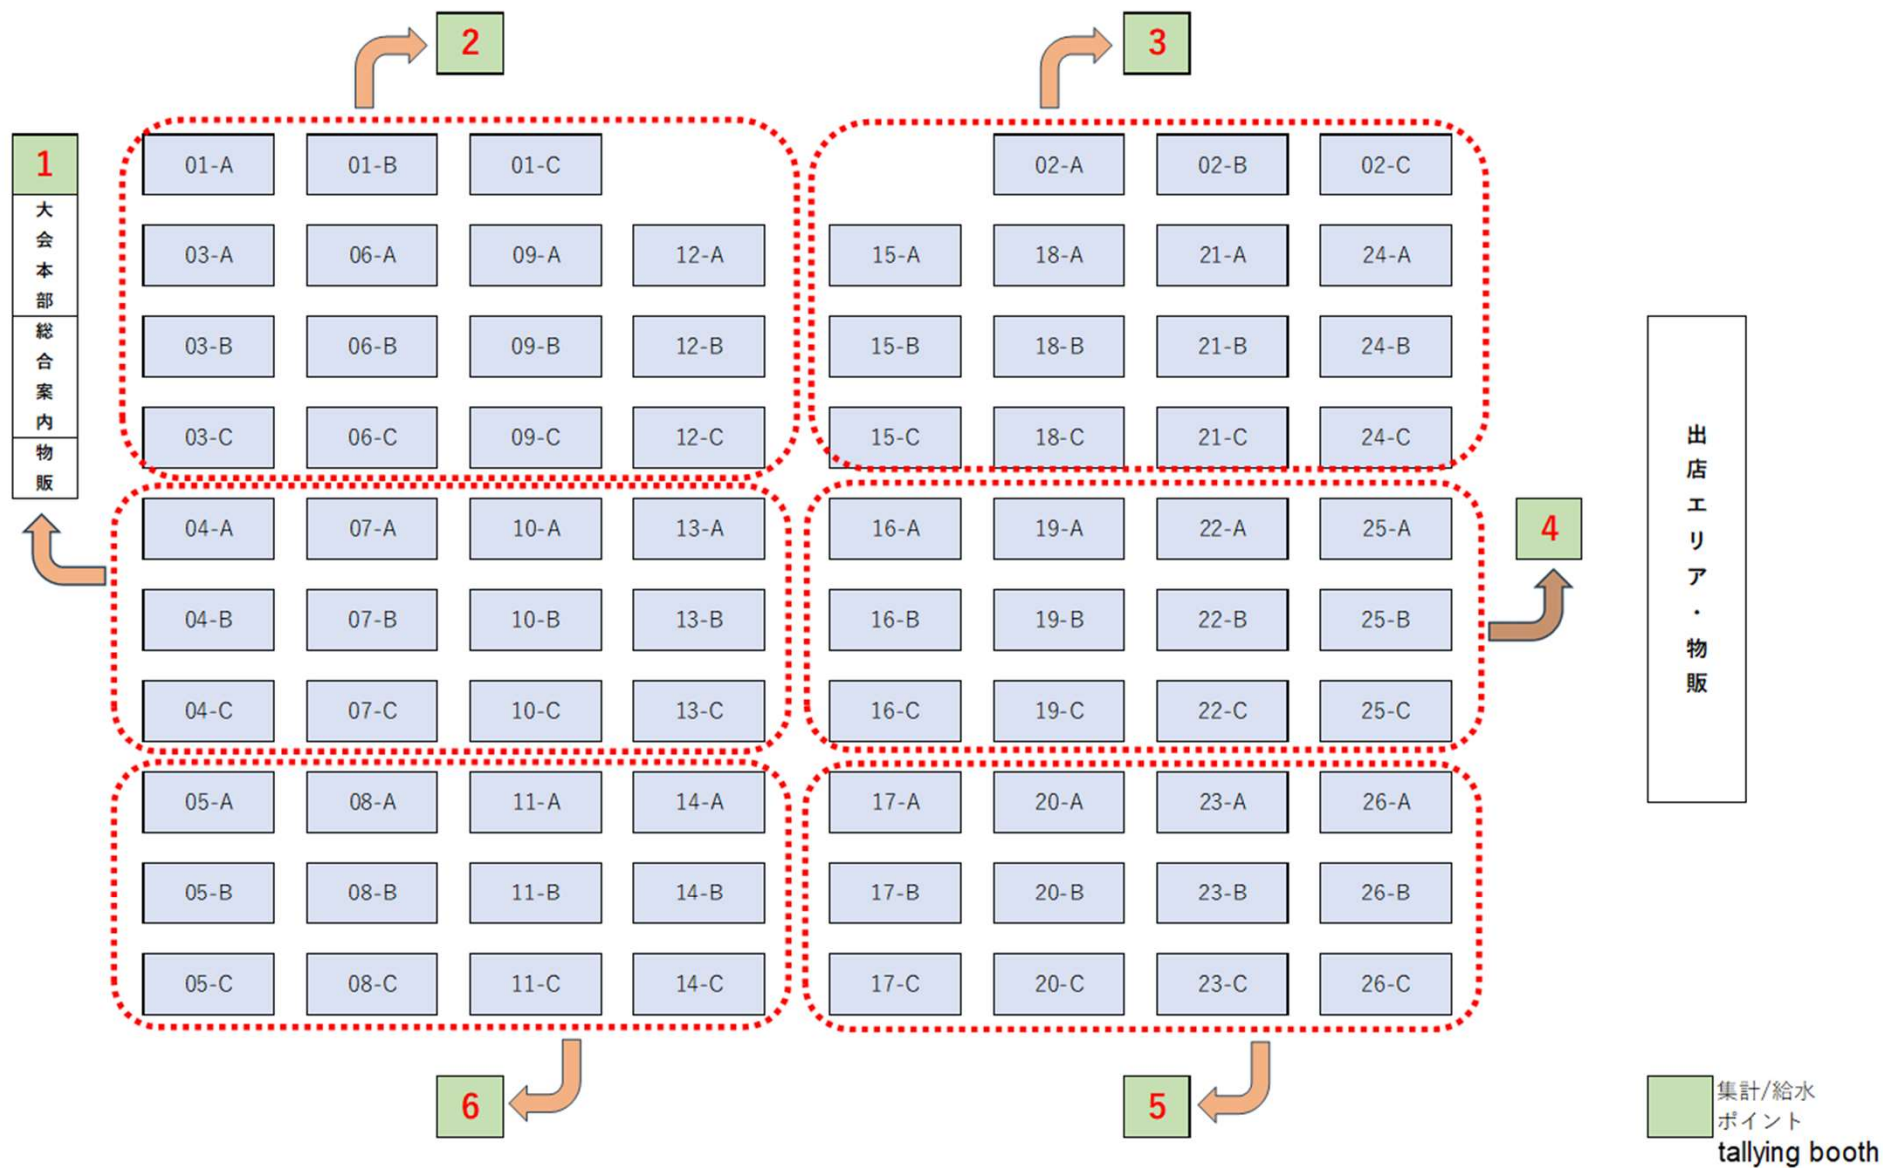 2
3
1
大会本部
総合案内
物販
01-A 01-B 01-C 02-A 02-B 02-C
03-A 06-A 09-A 12-A 15-A 18-A 21-A 24-A
03-B 06-B 09-B 12-B 15-B 18-B 21-B 24-B
03-C 06-C 09-C 12-C 15-C 18-C 21-C 24-C
04-A 07-A 10-A 13-A 16-A 19-A 22-A 25-A
04-B 07-B 10-B 13-B 16-B 19-B 22-B 25-B
04-C 07-C 10-C 13-C 16-C 19-C 22-C 25-C
05-A 08-A 11-A 14-A 17-A 20-A 23-A 26-A
05-B 08-B 11-B 14-B 17-B 20-B 23-B 26-B
05-C 08-C 11-C 14-C 17-C 20-C 23-C 26-C
4
出店エリア・物販
6
5
集計/給水
ポイント
tallying booth